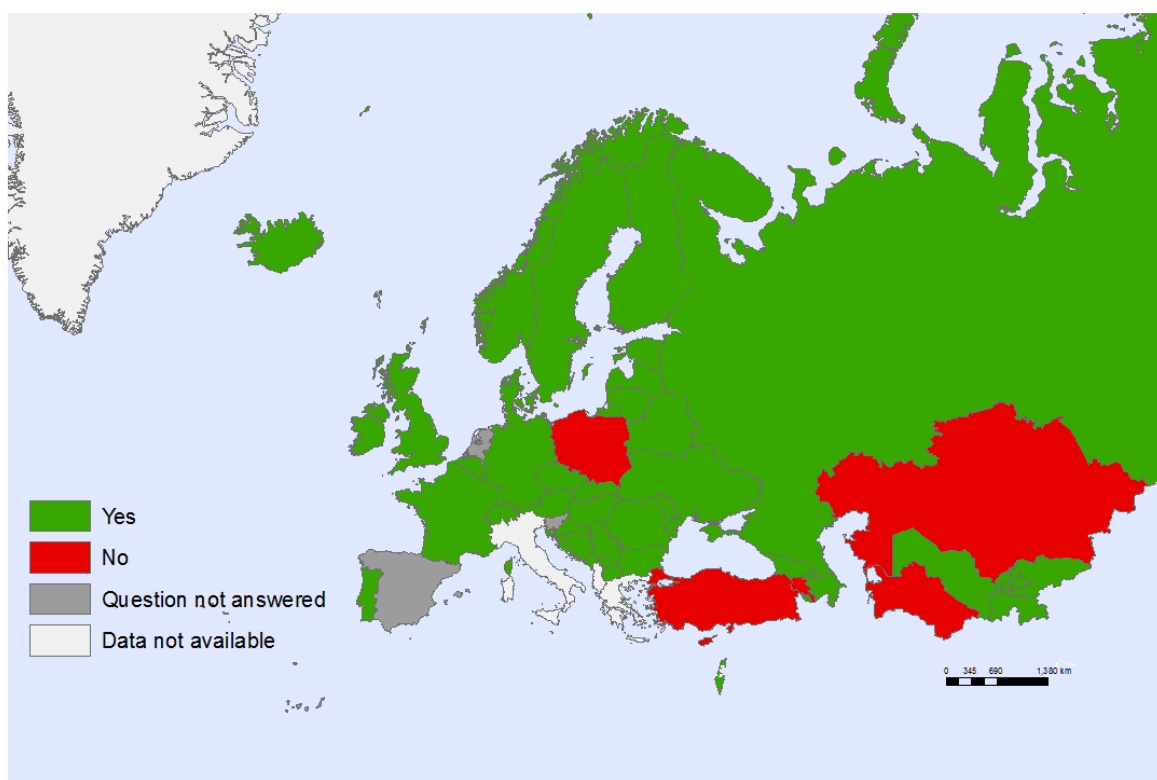 Yes
No
Question not answered
Data not available
0 345 690 1,380 km